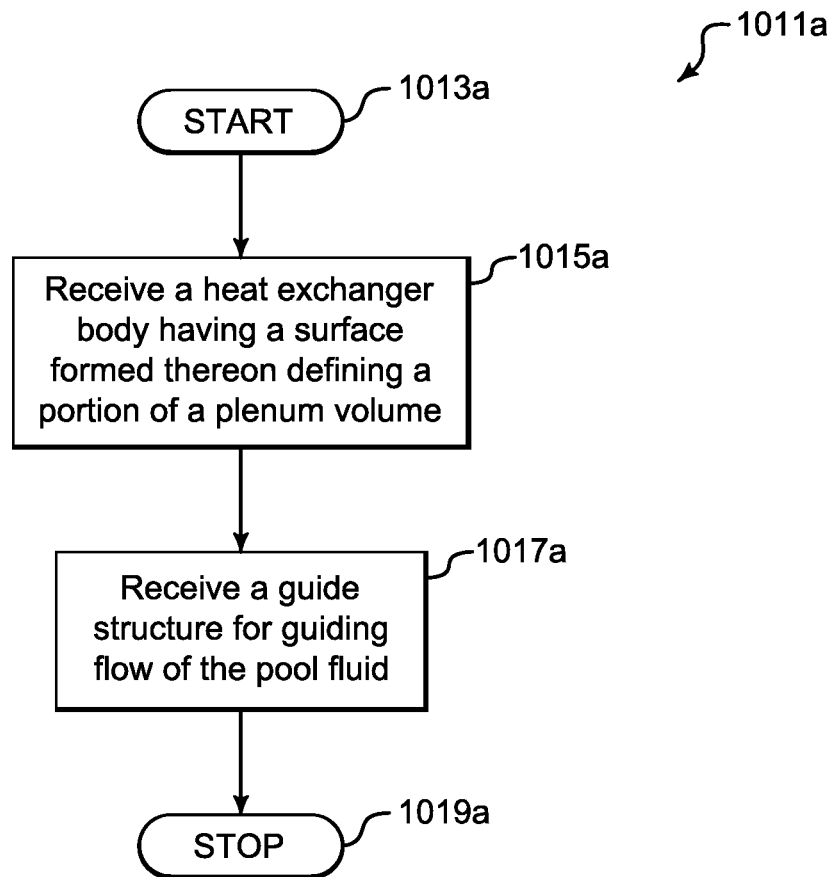 1011a
1013a
START
1015a
Receive a heat exchanger
body having a surface
formed thereon defining a
portion of a plenum volume
1017a
Receive a guide
structure for guiding
flow of the pool fluid
1019a
STOP